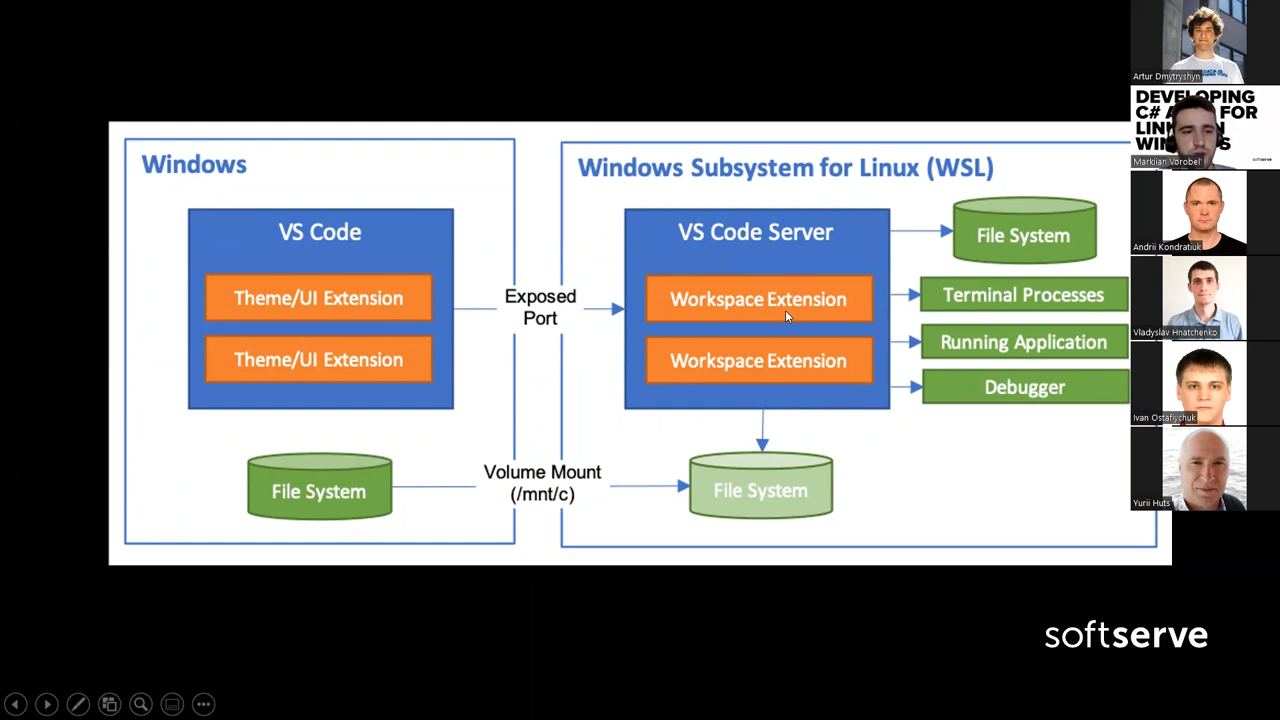 Windows
VS Code
Theme/UI Extension
Theme/UI Extension
File System
Exposed
Port
Volume Mount
(/mnt/c)
Windows Subsystem for Linux (WSL)
VS Code Server
Workspace Extension
Workspace Extension
File System
File System
Terminal Processes
Running Application
Debugger
softserve
Artur Dmytryshyn
DEVELOPING
C# A FOR
LIN N
WIN S
softserve
Markiian Vorobel'
Andrii Kondratiuk
Vladyslav Hnatchenko
Ivan Ostafiychuk
Yurii Huts